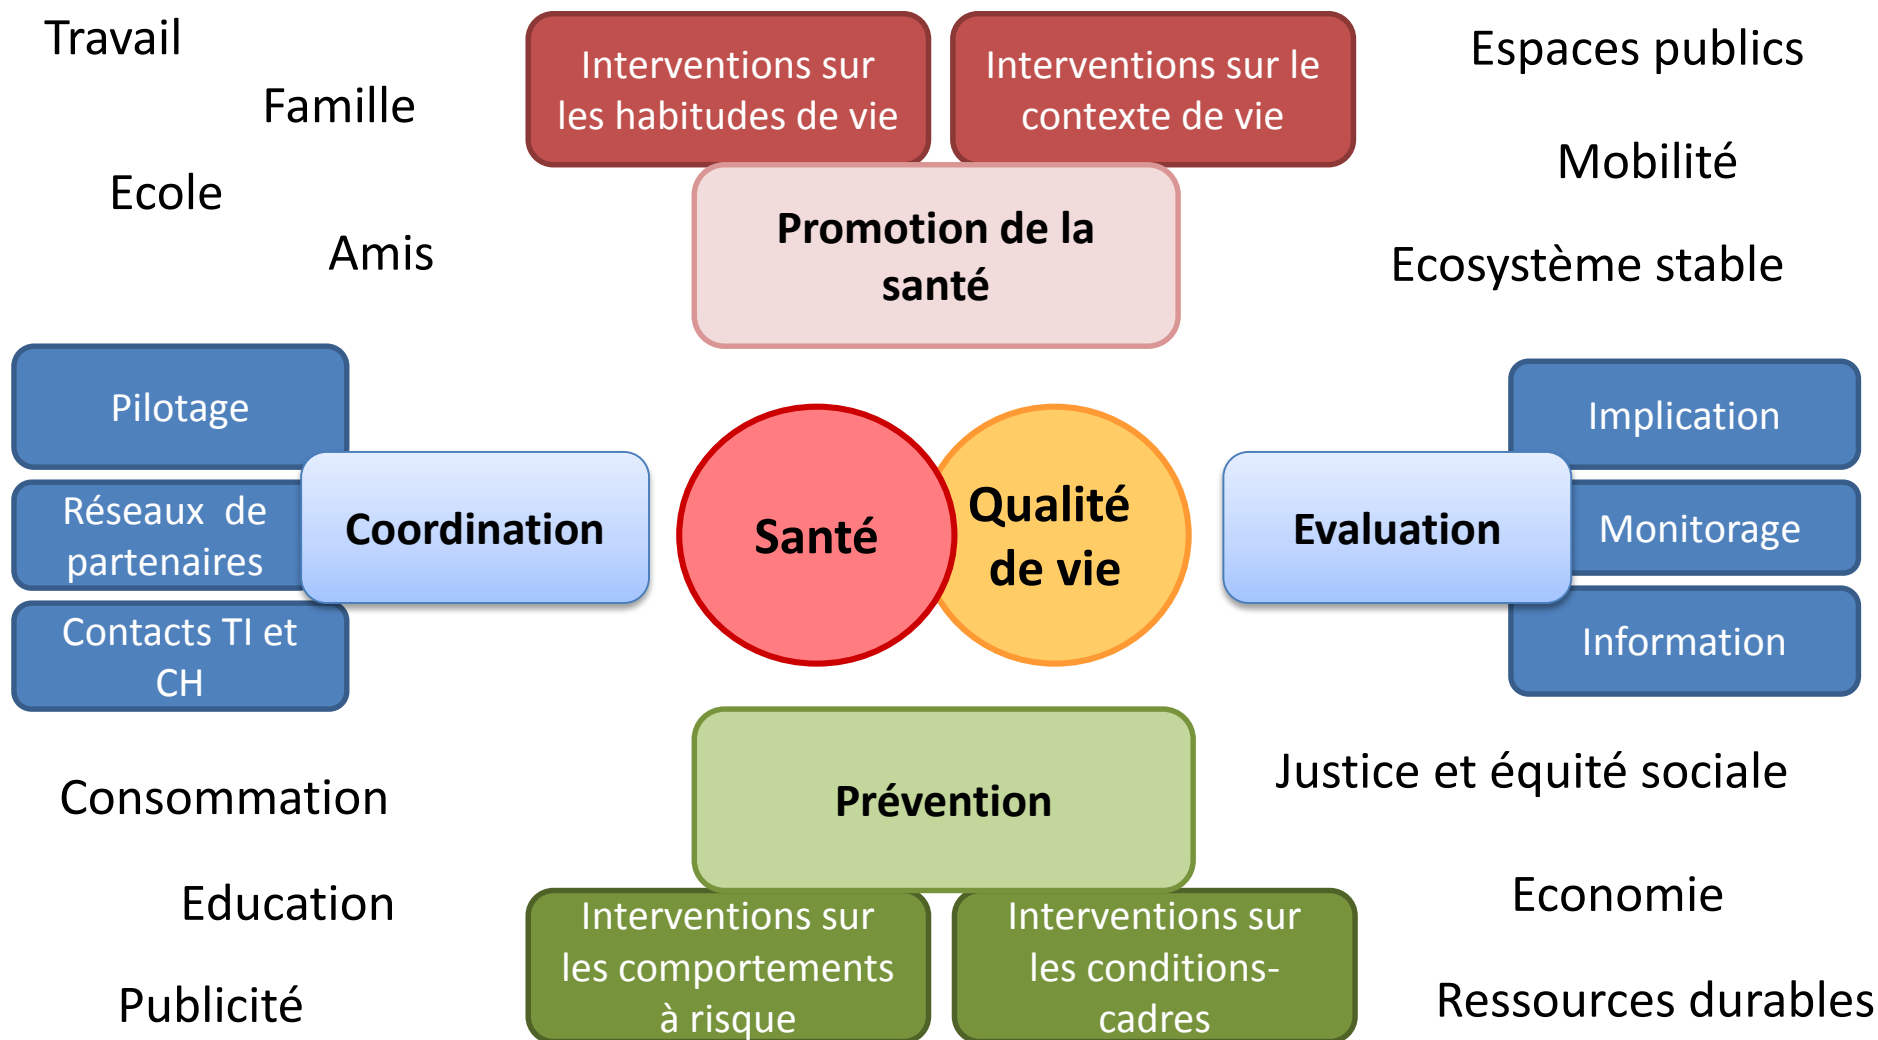 Travail
Famille
Ecole
Amis
Interventions sur
les habitudes de vie
Interventions sur le
contexte de vie
Promotion de la
santé
Espaces publics
Mobilité
Ecosystème stable
Pilotage
Réseaux de
partenaires
Contacts TI et
CH
Coordination
Santé
Qualité
de vie
Evaluation
Implication
Monitorage
Information
Prévention
Interventions sur
les comportements
à risque
Interventions sur
les conditions-
cadres
Consommation
Education
Publicité
Justice et équité sociale
Economie
Ressources durables